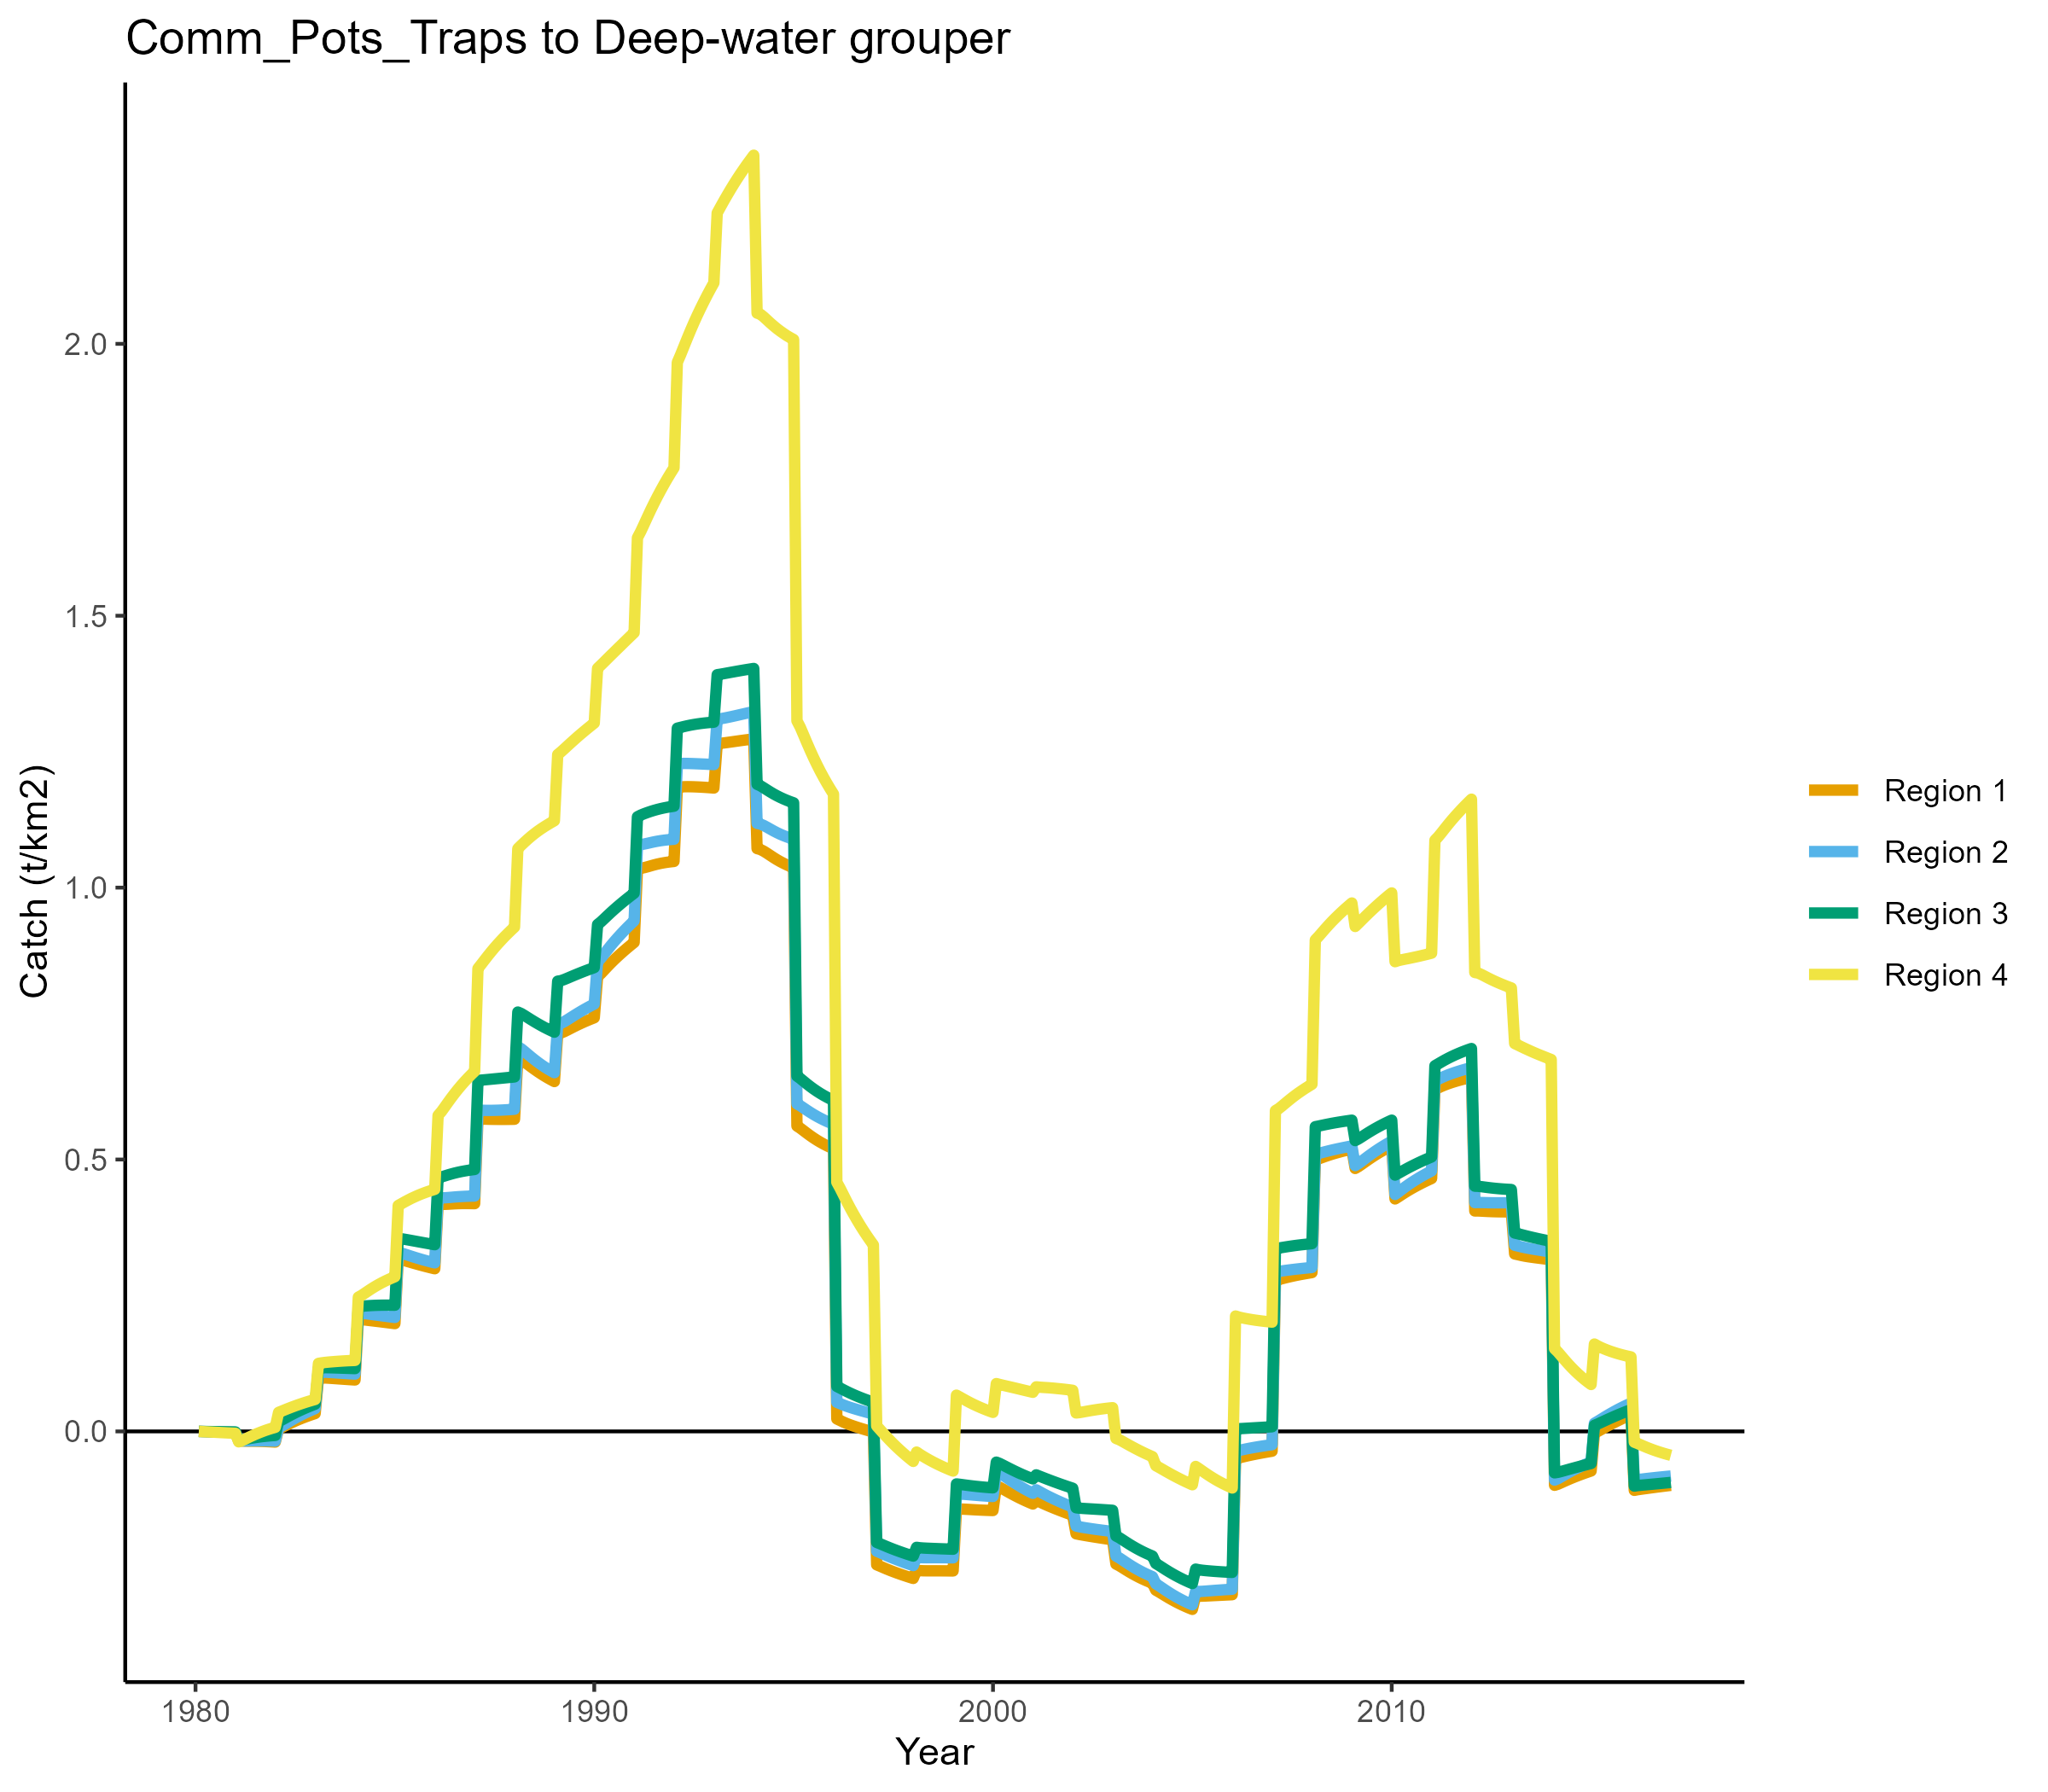 Comm_Pots_Traps to Deep-water grouper
Catch (t/km2)
2.0
1.5
1.0
0.5
0.0
1980
1990
2000
2010
Year
Region 1
Region 2
Region 3
Region 4